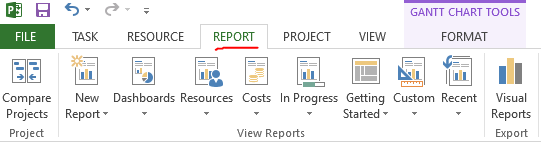 GANTT CHART TOOLS
FILE TASK RESOURCE REPORT PROJECT VIEW FORMAT
Compare Projects
New Report
Dashboards
Resources
Costs
In Progress
Getting Started
Custom
Recent
Visual Reports
Project View Reports Export